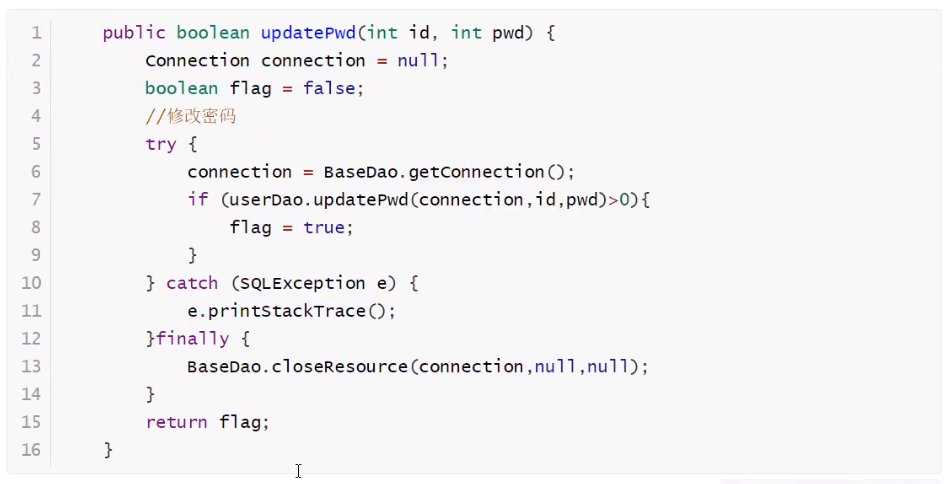 1 public boolean updatePwd(int id, int pwd) {
2 Connection connection = null;
3 boolean flag = false;
4 //修改密码
5 try {
6 connection = BaseDao.getConnection();
7 if (userDao.updatePwd(connection,id,pwd)>0){
8 flag = true;
9 }
10 } catch (SQLException e) {
11 e.printStackTrace();
12 }finally {
13 BaseDao.closeResource(connection,null,null);
14 }
15 return flag;
16 }